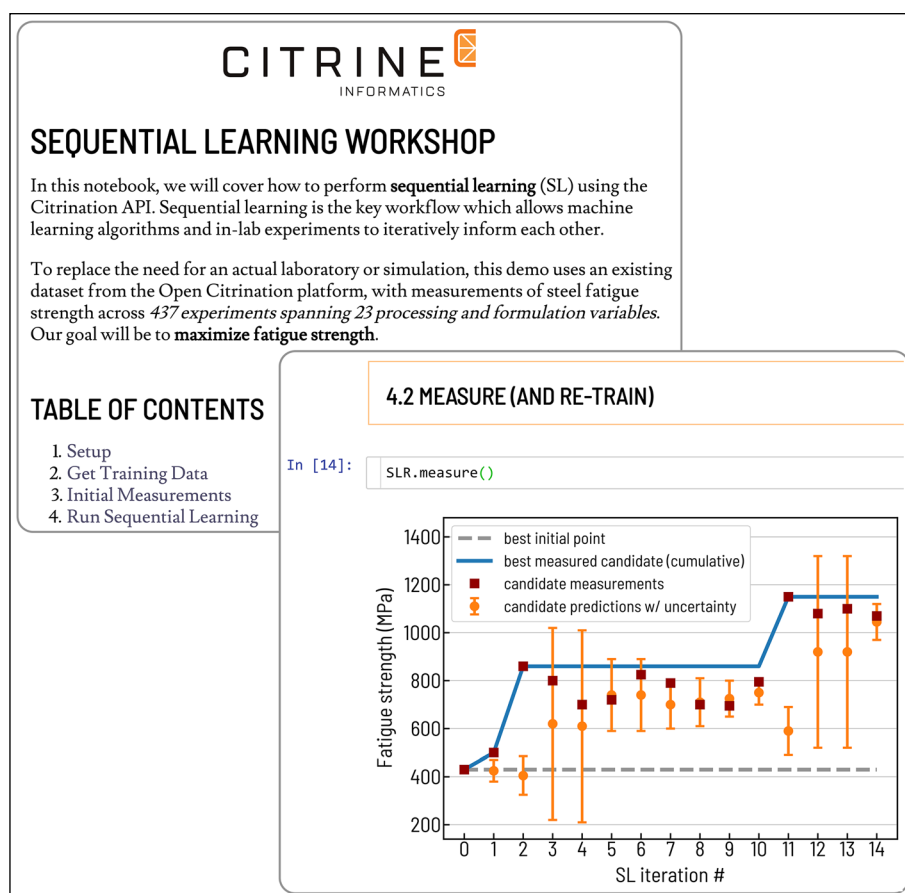 CITRINE
INFORMATICS
SEQUENTIAL LEARNING WORKSHOP
In this notebook, we will cover how to perform sequential learning (SL) using the
Citrination API. Sequential learning is the key workflow which allows machine
learning algorithms and in-lab experiments to iteratively inform each other.
To replace the need for an actual laboratory or simulation, this demo uses an existing
dataset from the Open Citrination platform, with measurements of steel fatigue
strength across 437 experiments spanning 23 processing and formulation variables.
Our goal will be to maximize fatigue strength.
TABLE OF CONTENTS
1. Setup
2. Get Training Data
3. Initial Measurements
4. Run Sequential Learning
4.2 MEASURE (AND RE-TRAIN)
In [14]:
SLR.measure()
best initial point
best measured candidate (cumulative)
candidate measurements
candidate predictions w/ uncertainty
Fatigue strength (MPa)
1400
1200
1000
800
600
400
200
0 1 2 3 4 5 6 7 8 9 10 11 12 13 14
SL iteration #